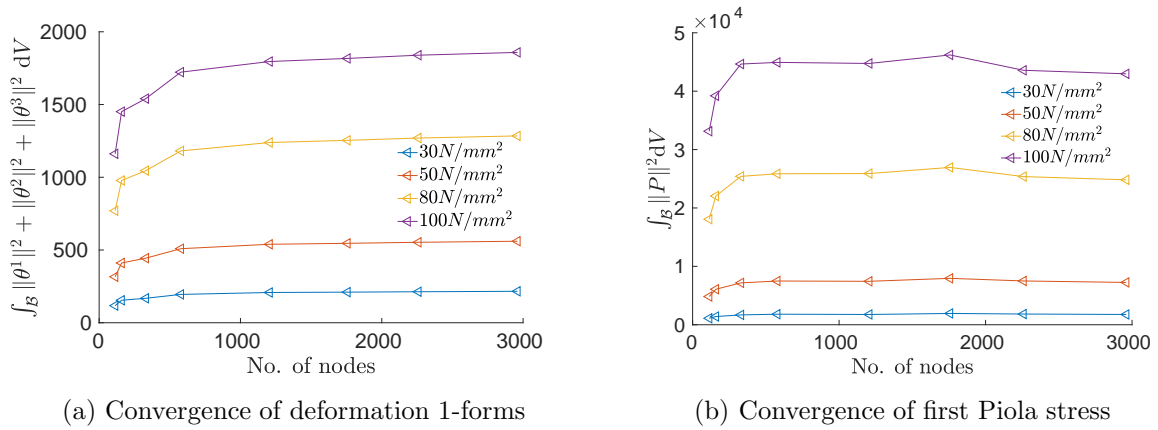 ∫_B ||θ^1||^2 + ||θ^2||^2 + ||θ^3||^2 dV
2000
1500
1000
500
0
0
1000
2000
3000
No. of nodes
30N/mm^2
50N/mm^2
80N/mm^2
100N/mm^2
(a) Convergence of deformation 1-forms
×10^4
∫_B ||P||^2 dV
5
4
3
2
1
0
0
1000
2000
3000
No. of nodes
30N/mm^2
50N/mm^2
80N/mm^2
100N/mm^2
(b) Convergence of first Piola stress